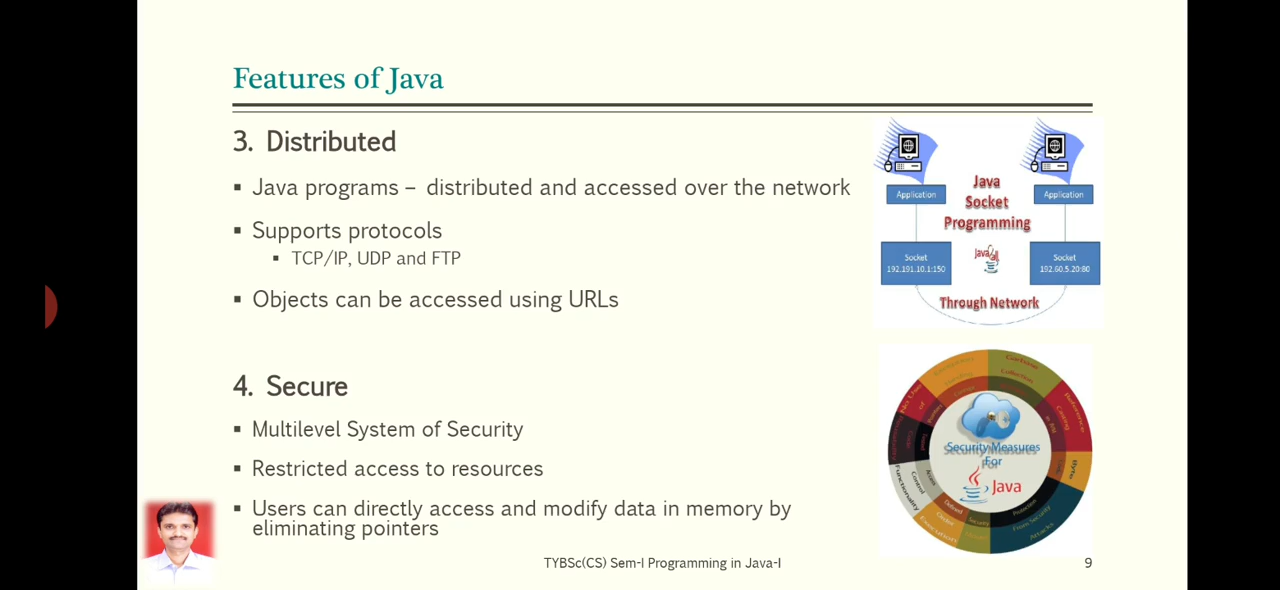 Features of Java
3. Distributed
▪ Java programs – distributed and accessed over the network
▪ Supports protocols
▪ TCP/IP, UDP and FTP
▪ Objects can be accessed using URLs
Java
Socket
Programming
Application
Application
Socket
192.191.10.1:150
Socket
192.60.5.20:80
Through Network
4. Secure
▪ Multilevel System of Security
▪ Restricted access to resources
▪ Users can directly access and modify data in memory by
eliminating pointers
Security Measures
For
Java
Functionality
Access
Control
TYBSc(CS) Sem-I Programming in Java-I
9